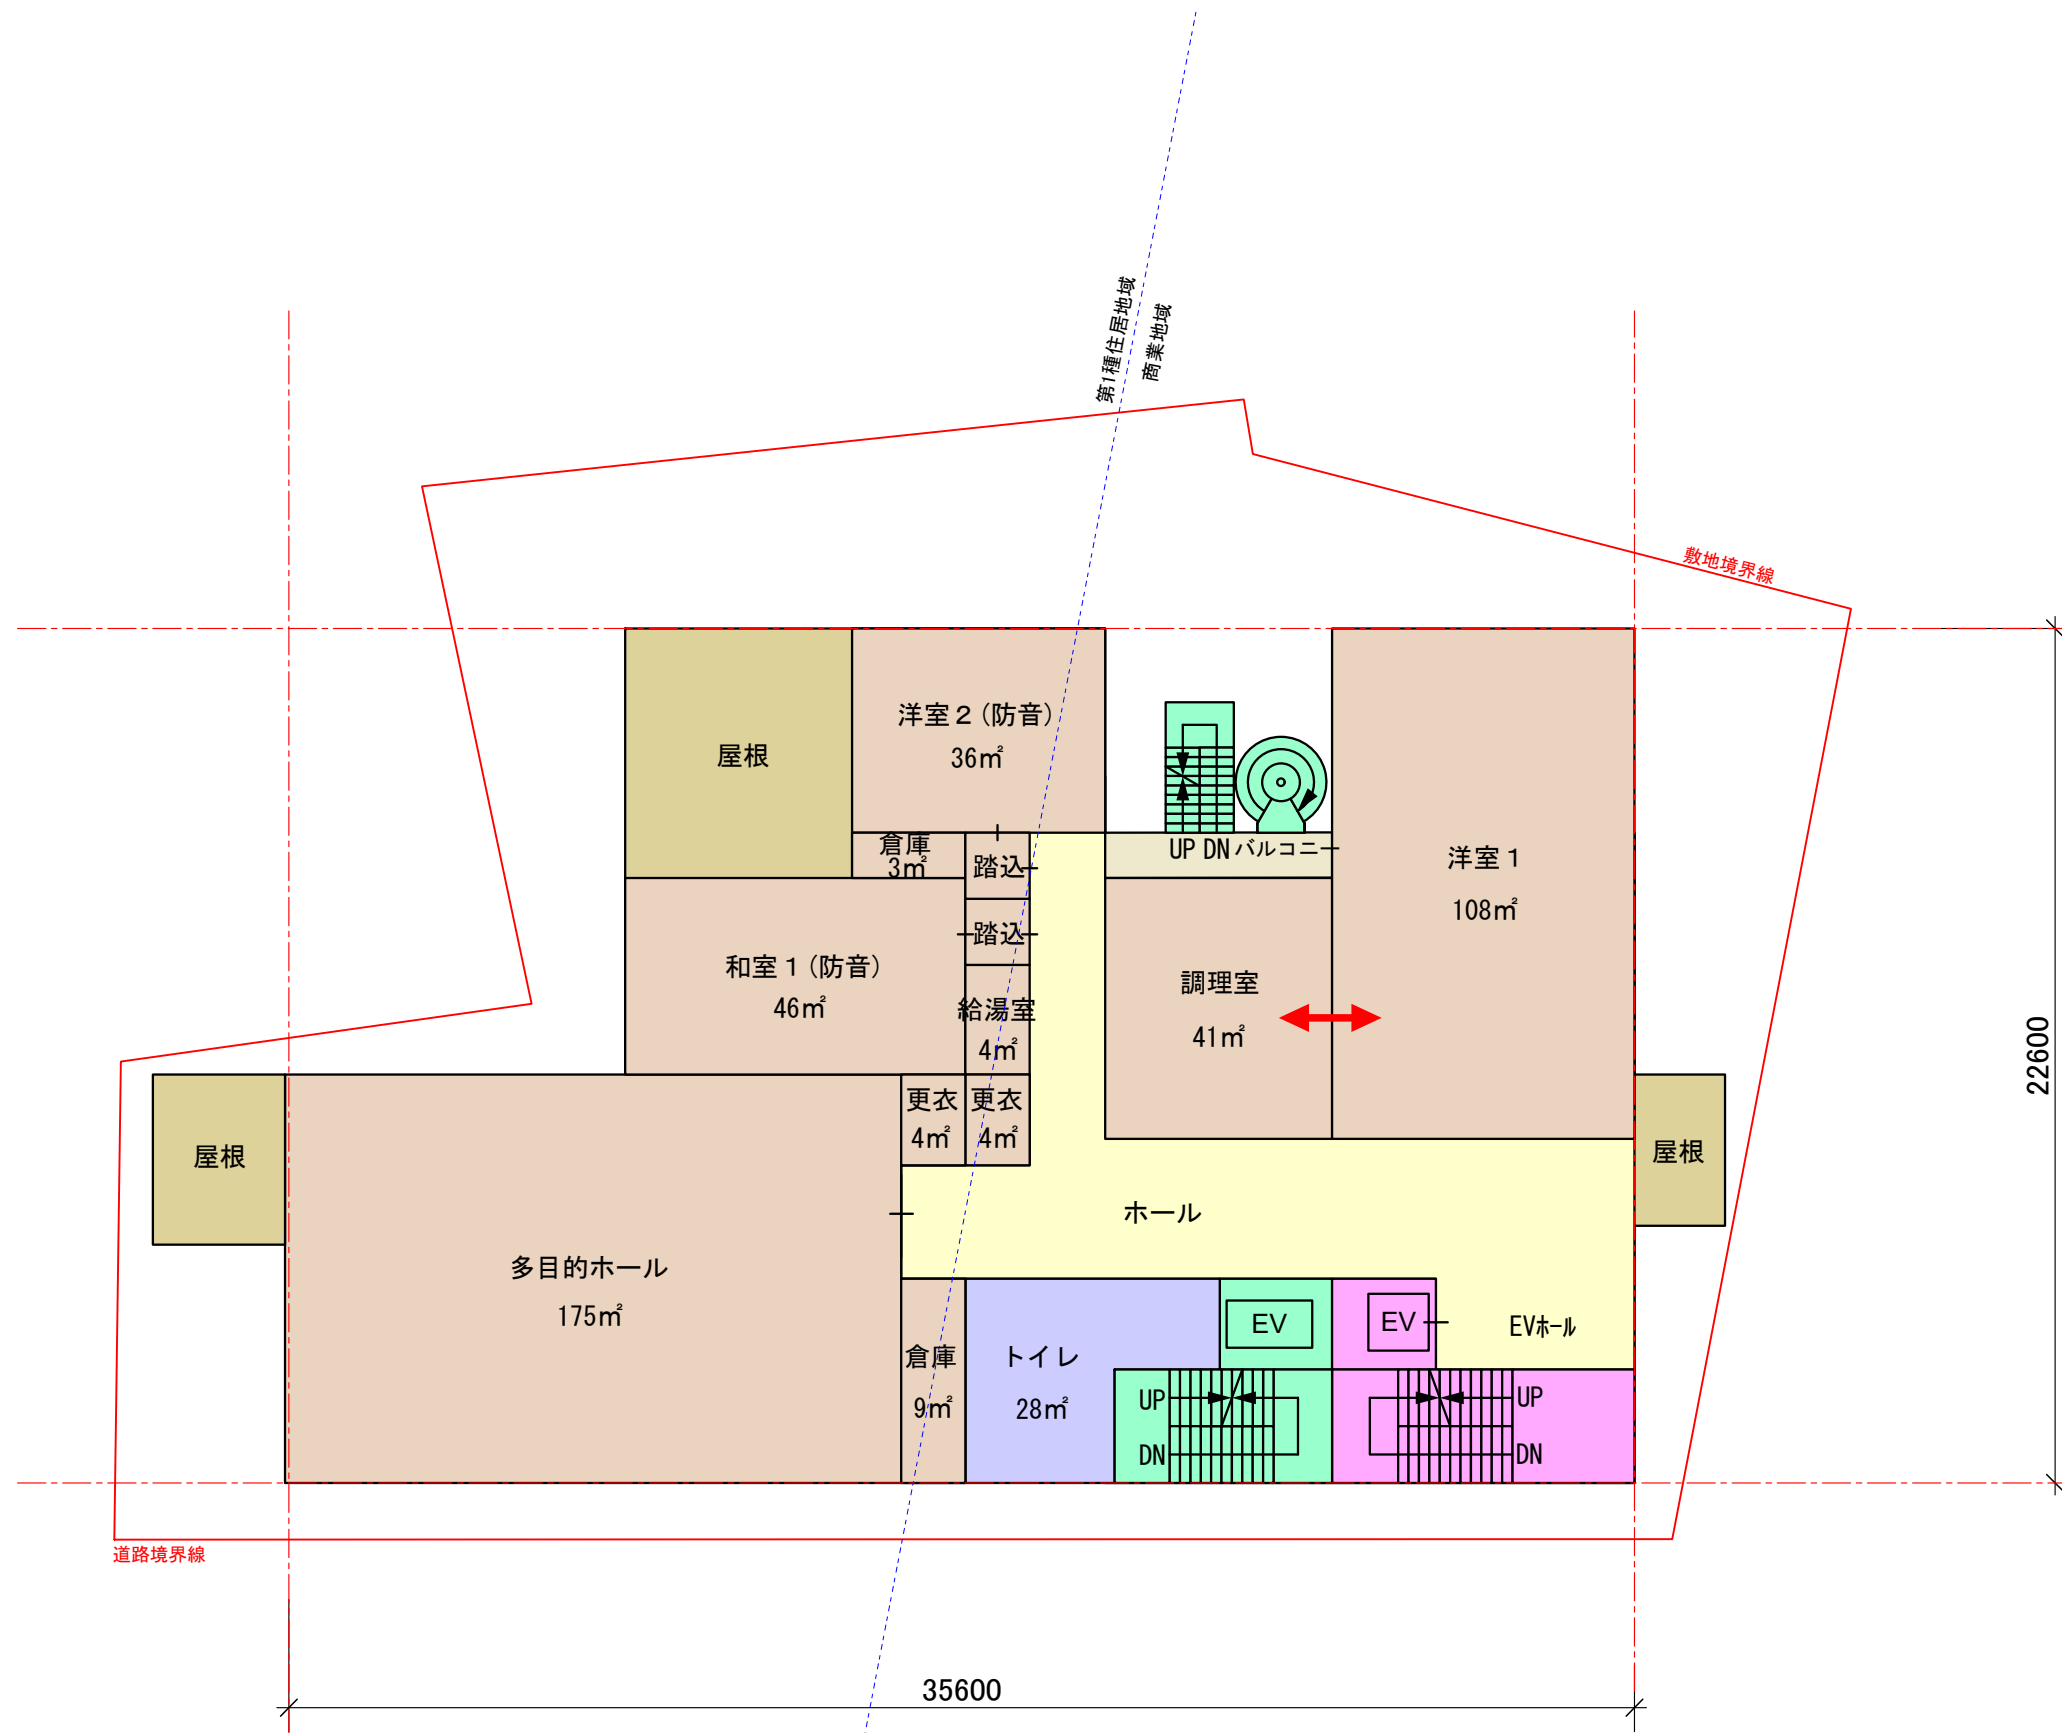 第1種住居地域
商業地域
敷地境界線
洋室２(防音)
36㎡
屋根
倉庫
3㎡
踏込
UP DN バルコニー
洋室１
108㎡
踏込
和室１(防音)
46㎡
給湯室
4㎡
調理室
41㎡
22600
更衣
4㎡
更衣
4㎡
屋根
屋根
ホール
多目的ホール
175㎡
EV
EV
EVﾎｰﾙ
倉庫
9㎡
トイレ
28㎡
UP
DN
UP
DN
道路境界線
35600